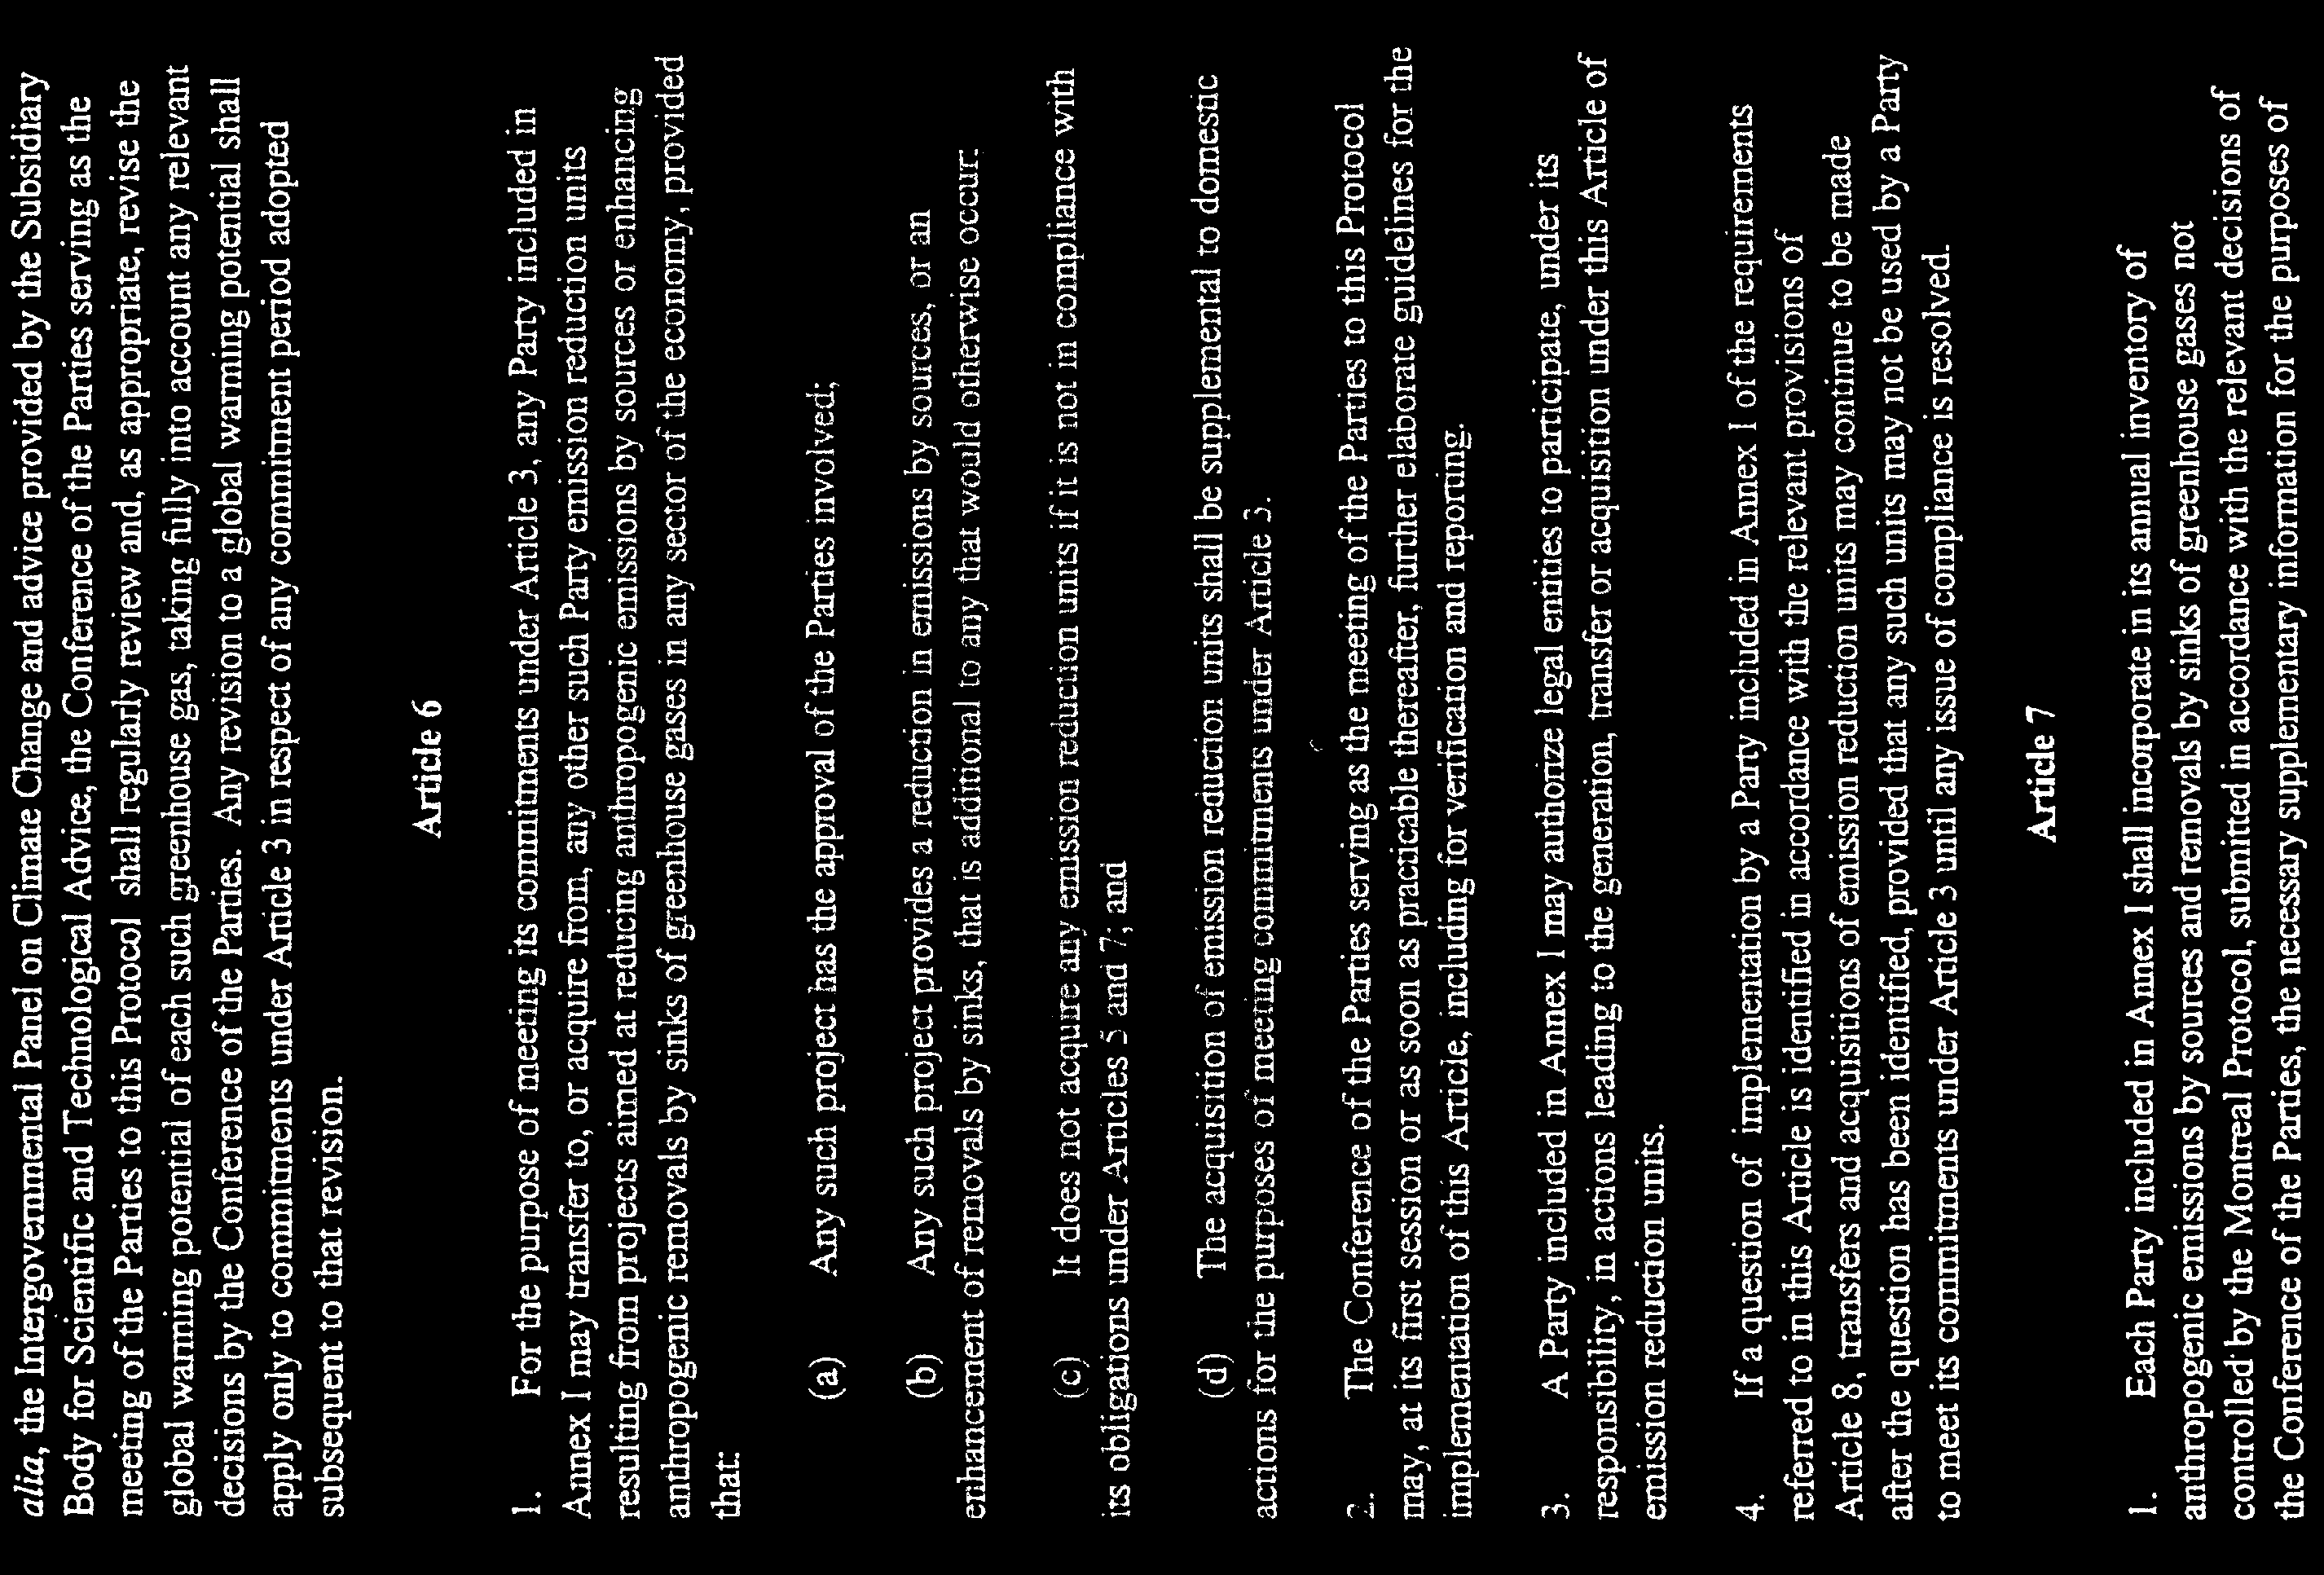 alia, the Intergovernmental Panel on Climate Change and advice provided by the Subsidiary
Body for Scientific and Technological Advice, the Conference of the Parties serving as the
meeting of the Parties to this Protocol shall regularly review and, as appropriate, revise the
global warming potential of each such greenhouse gas, taking fully into account any relevant
decisions by the Conference of the Parties. Any revision to a global warming potential shall
apply only to commitments under Article 3 in respect of any commitment period adopted
subsequent to that revision.
Article 6
1. For the purpose of meeting its commitments under Article 3, any Party included in
Annex I may transfer to, or acquire from, any other such Party emission reduction units
resulting from projects aimed at reducing anthropogenic emissions by sources or enhancing
anthropogenic removals by sinks of greenhouse gases in any sector of the economy, provided
that:
(a) Any such project has the approval of the Parties involved;
(b) Any such project provides a reduction in emissions by sources, or an
enhancement of removals by sinks, that is additional to any that would otherwise occur;
(c) It does not acquire any emission reduction units if it is not in compliance with
its obligations under Articles 5 and 7; and
(d) The acquisition of emission reduction units shall be supplemental to domestic
actions for the purposes of meeting commitments under Article 3.
2. The Conference of the Parties serving as the meeting of the Parties to this Protocol
may, at its first session or as soon as practicable thereafter, further elaborate guidelines for the
implementation of this Article, including for verification and reporting.
3. A Party included in Annex I may authorize legal entities to participate, under its
responsibility, in actions leading to the generation, transfer or acquisition under this Article of
emission reduction units.
4. If a question of implementation by a Party included in Annex I of the requirements
referred to in this Article is identified in accordance with the relevant provisions of
Article 8, transfers and acquisitions of emission reduction units may continue to be made
after the question has been identified, provided that any such units may not be used by a Party
to meet its commitments under Article 3 until any issue of compliance is resolved.
Article 7
1. Each Party included in Annex I shall incorporate in its annual inventory of
anthropogenic emissions by sources and removals by sinks of greenhouse gases not
controlled by the Montreal Protocol, submitted in accordance with the relevant decisions of
the Conference of the Parties, the necessary supplementary information for the purposes of